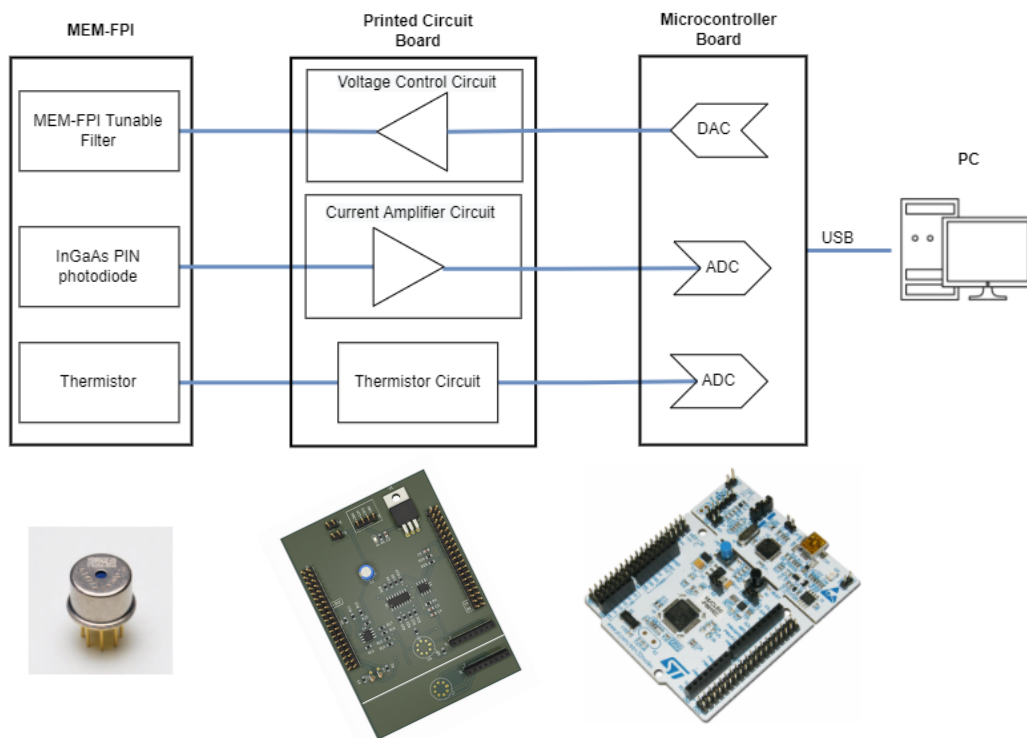 MEM-FPI
Printed Circuit
Board
Microcontroller
Board
Voltage Control Circuit
MEM-FPI Tunable
Filter
DAC
PC
Current Amplifier Circuit
InGaAs PIN
photodiode
ADC
USB
Thermistor
Thermistor Circuit
ADC
ST